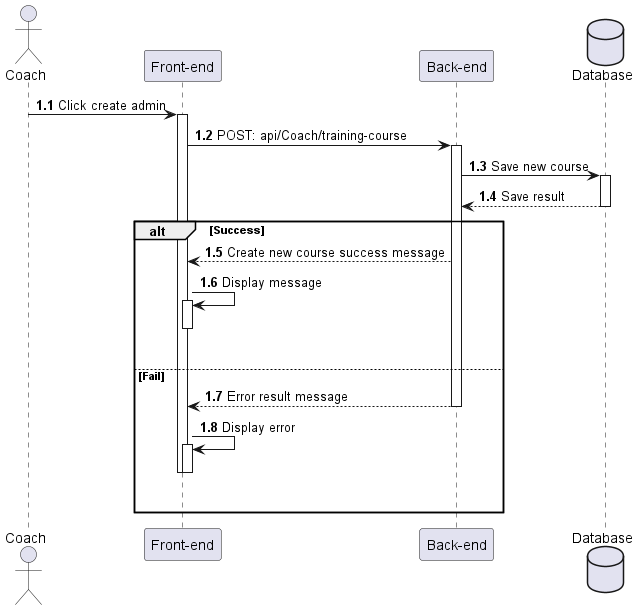 Coach
Front-end
Back-end
Database
1.1 Click create admin
1.2 POST: api/Coach/training-course
1.3 Save new course
1.4 Save result
alt [Success]
1.5 Create new course success message
1.6 Display message
[Fail]
1.7 Error result message
1.8 Display error
Coach
Front-end
Back-end
Database